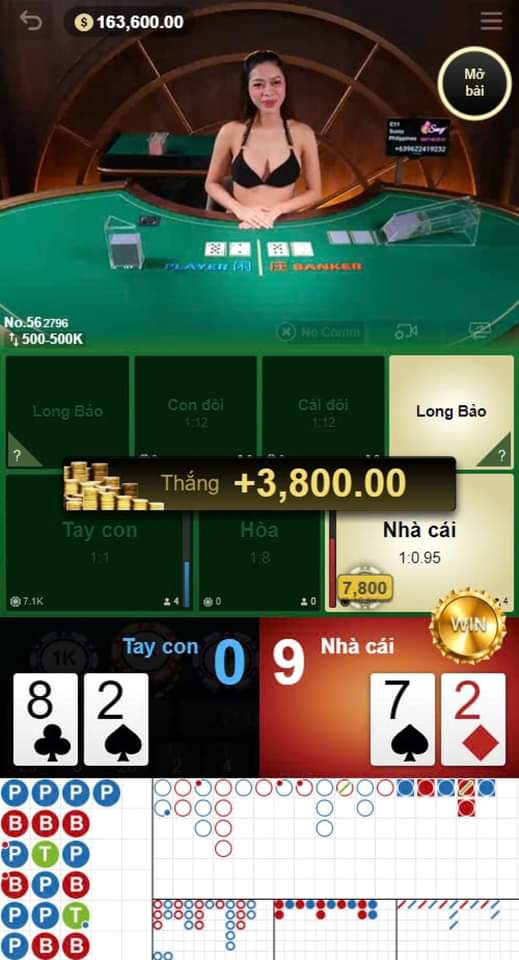 $ 163,600.00
Mở
bài
E11
+639622419232
PLAYER 闲 庄 BANKER
No.56 2796
500-500K
No Comm
Long Bảo
Con đôi
1:12
Cái đôi
1:12
Long Bảo
?
?
Thắng +3,800.00
Tay con
1:1
Hòa
1:8
Nhà cái
1:0.95
7,800
7.1K
4
0
0
4
WIN
Tay con 0
9 Nhà cái
1K
8 2
7 2
P P P P
B B B
P T P
B P B
P P T
P B B